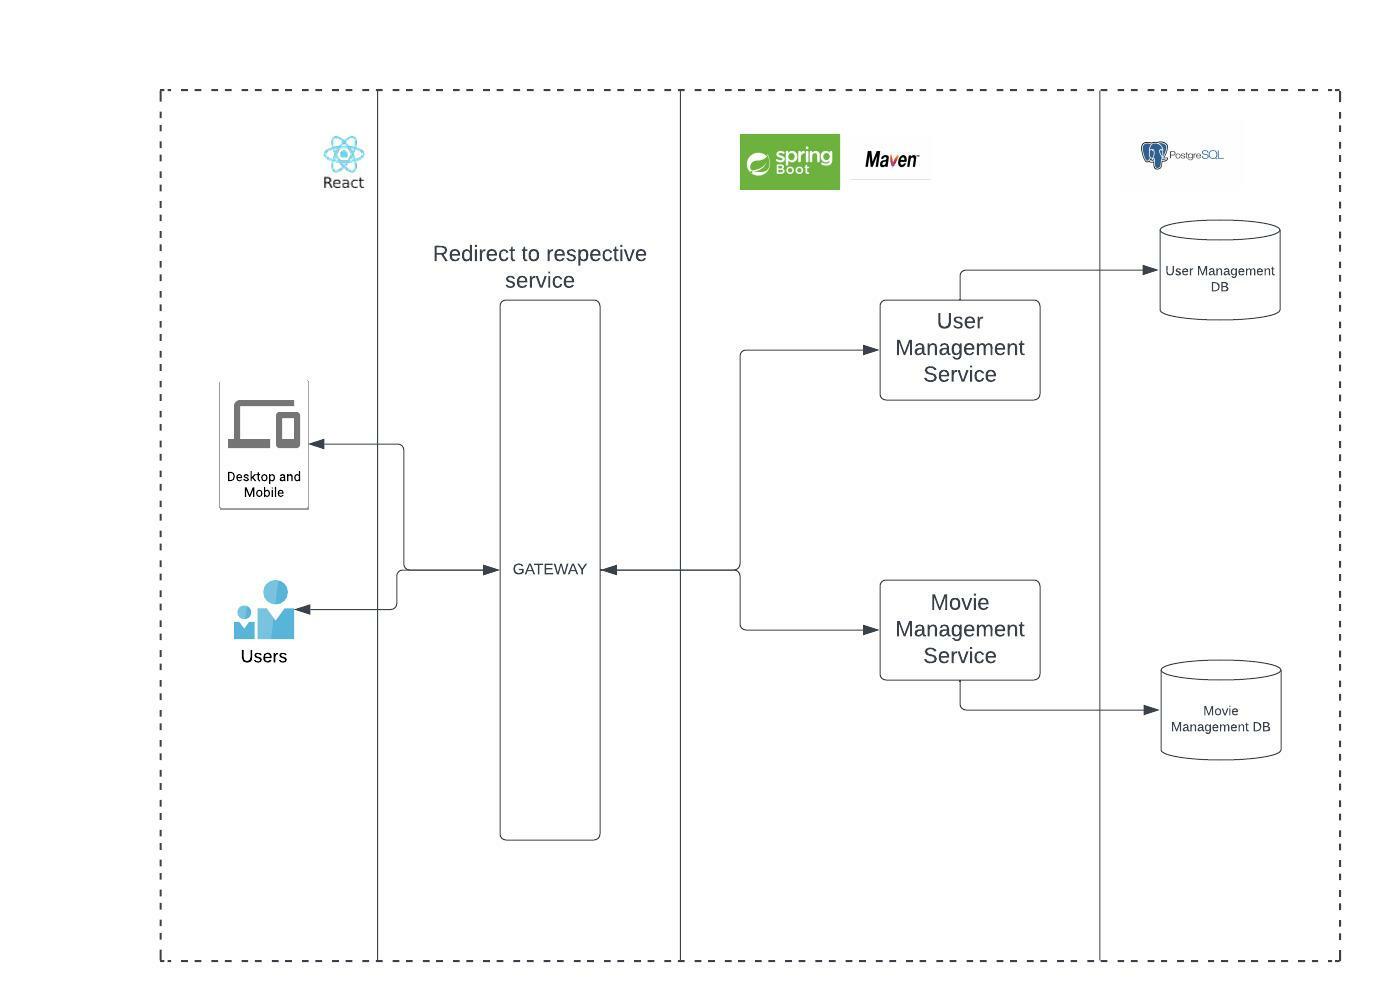 React
spring
Boot
Maven
PostgreSQL
Redirect to respective
service
User Management
DB
User
Management
Service
Desktop and
Mobile
GATEWAY
Users
Movie
Management
Service
Movie
Management DB